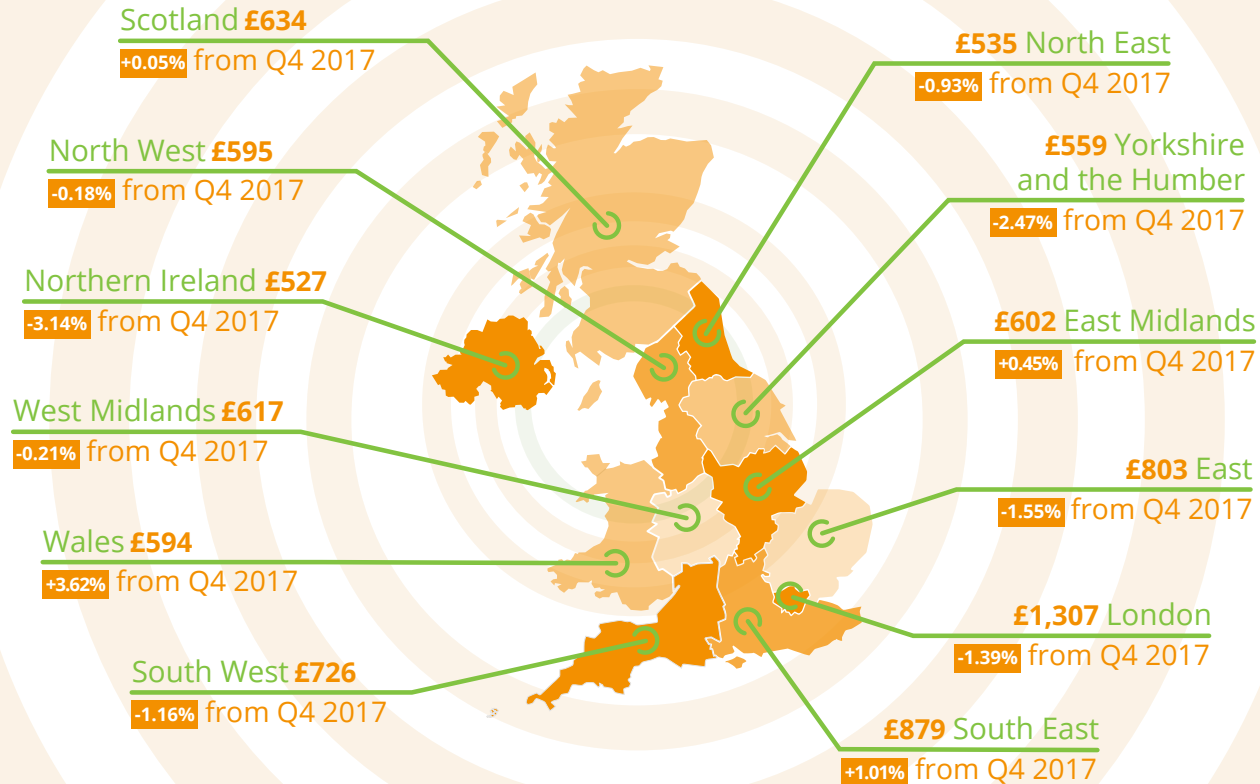 Scotland £634
+0.05% from Q4 2017
North West £595
-0.18% from Q4 2017
Northern Ireland £527
-3.14% from Q4 2017
West Midlands £617
-0.21% from Q4 2017
Wales £594
+3.62% from Q4 2017
South West £726
-1.16% from Q4 2017
£535 North East
-0.93% from Q4 2017
£559 Yorkshire
and the Humber
-2.47% from Q4 2017
£602 East Midlands
+0.45% from Q4 2017
£803 East
-1.55% from Q4 2017
£1,307 London
-1.39% from Q4 2017
£879 South East
+1.01% from Q4 2017